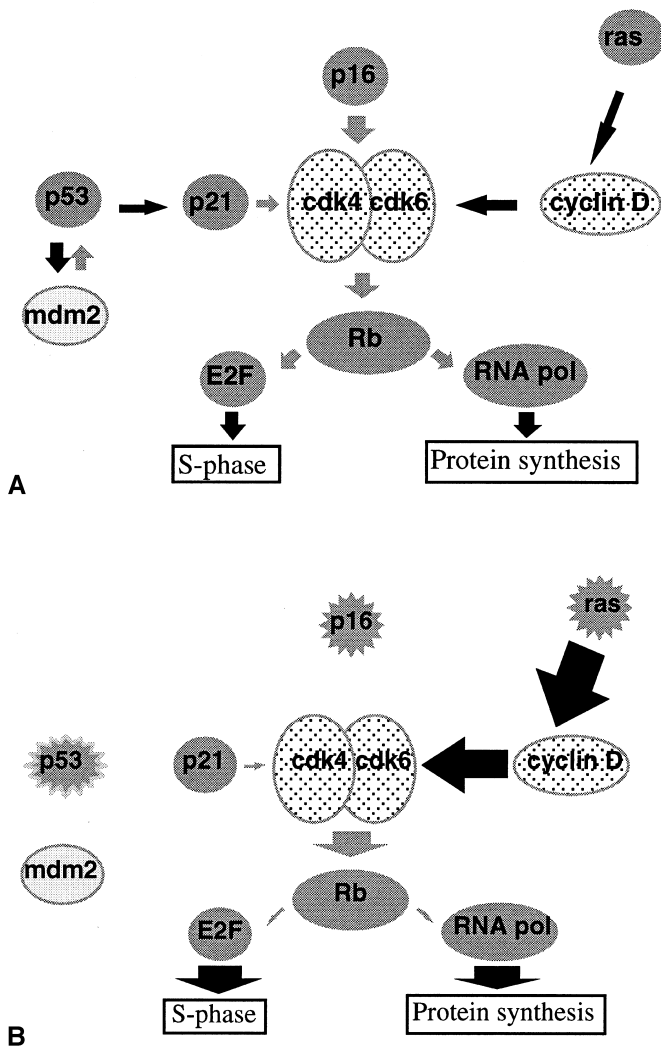 ras
p16
p53
p21
cdk4 cdk6
cyclin D
mdm2
Rb
E2F
RNA pol
S-phase
Protein synthesis
A
p16
ras
p53
p21
cdk4 cdk6
cyclin D
mdm2
Rb
E2F
RNA pol
S-phase
Protein synthesis
B